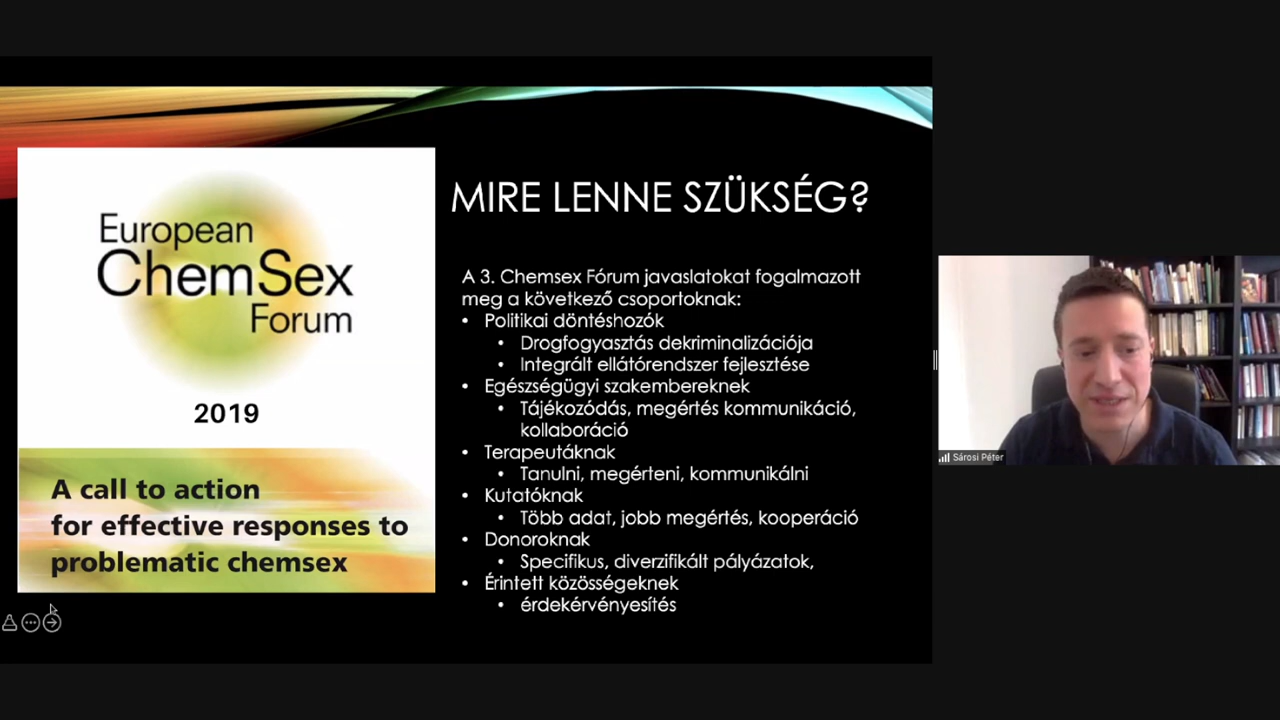 European
ChemSex
Forum
2019
A call to action
for effective responses to
problematic chemsex
MIRE LENNE SZÜKSÉG?
A 3. Chemsex Fórum javaslatokat fogalmazott
meg a következő csoportoknak:
• Politikai döntéshozók
• Drogfogyasztás dekriminalizációja
• Integrált ellátórendszer fejlesztése
• Egészségügyi szakembereknek
• Tájékozódás, megértés kommunikáció,
kollaboráció
• Terapeutáknak
• Tanulni, megérteni, kommunikálni
• Kutatóknak
• Több adat, jobb megértés, kooperáció
• Donoroknak
• Specifikus, diverzifikált pályázatok,
• Érintett közösségeknek
• érdekérvényesítés
Sárosi Péter